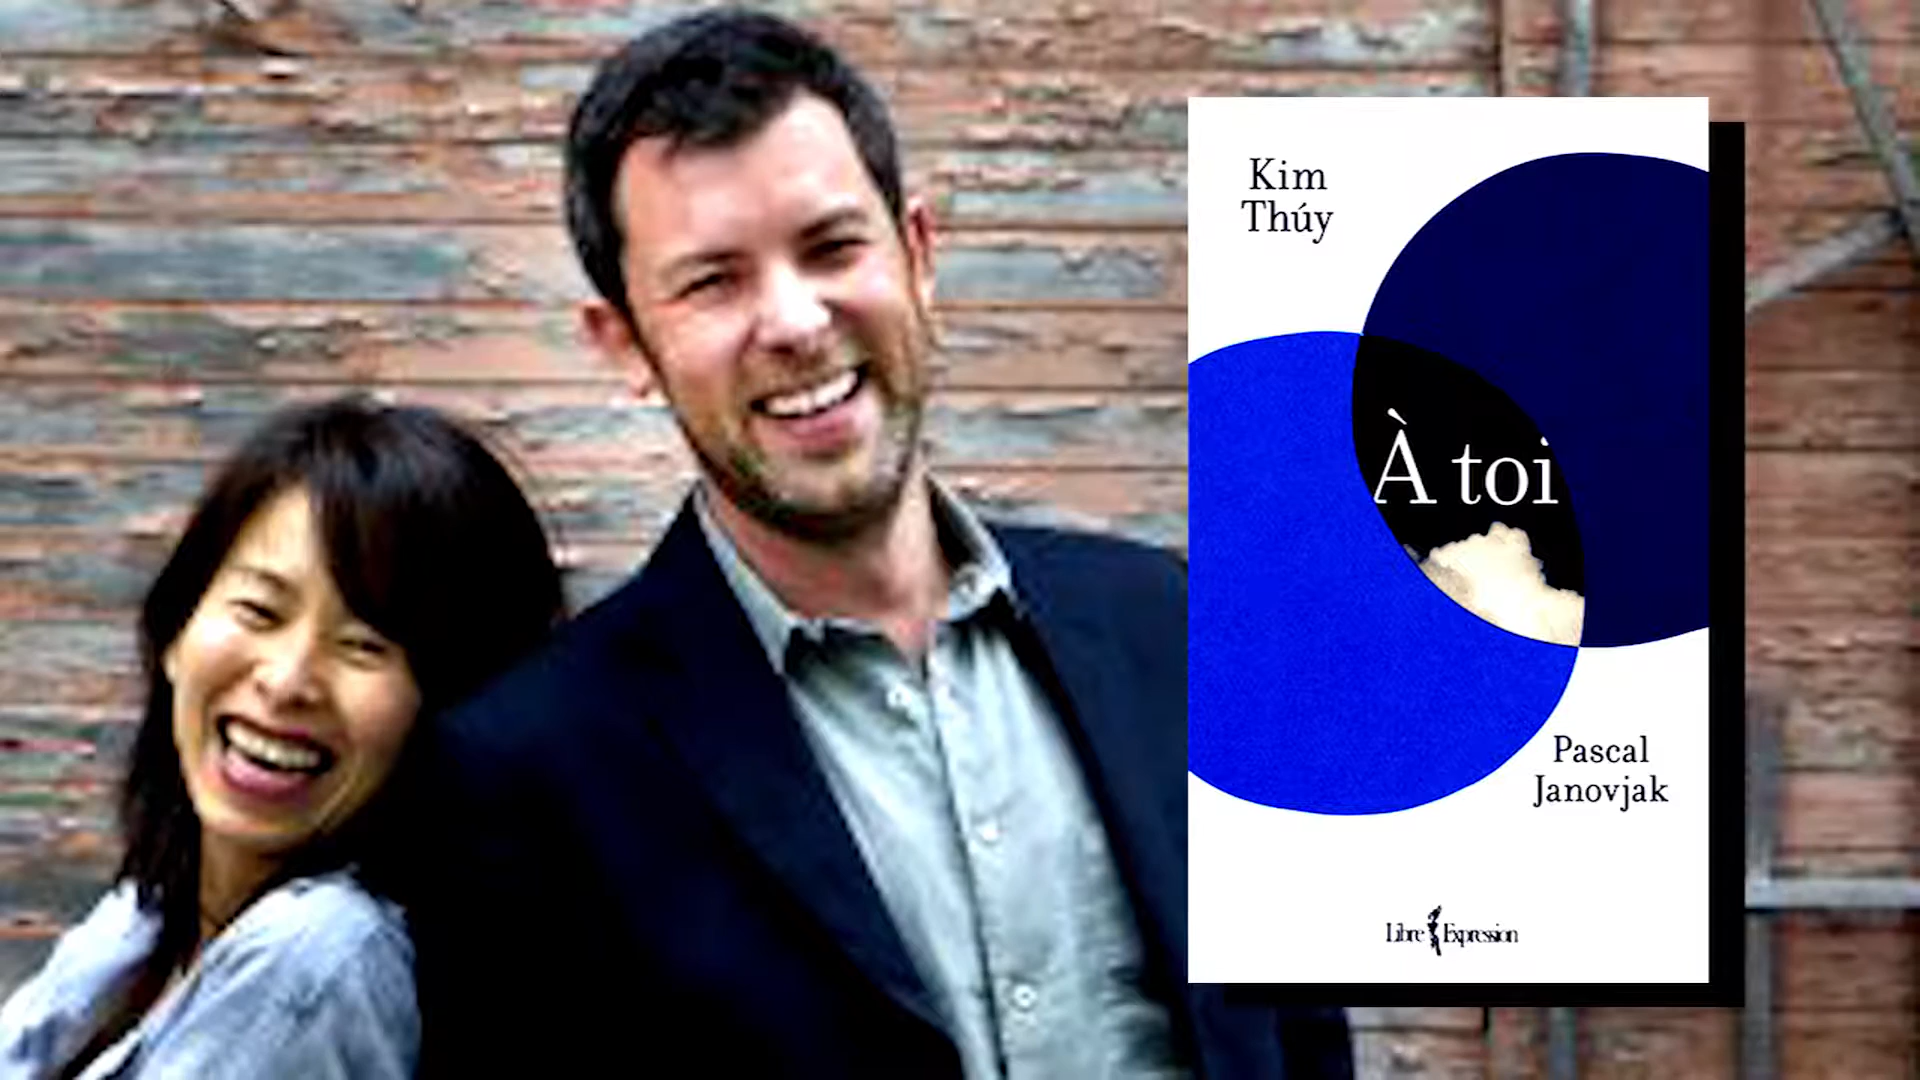 Kim
Thúy
À toi
Pascal
Janovjak
Libre Expression